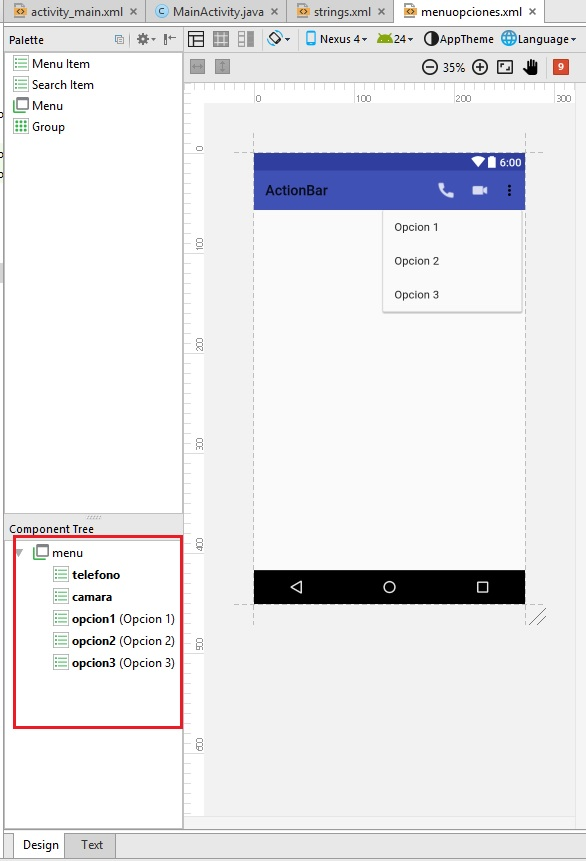 activity_main.xml MainActivity.java strings.xml menuopciones.xml
Palette Nexus 4 24 AppTheme Language
Menu Item
Search Item
Menu
Group
35% 9
0 100 200 300
0
100
200
300
400
500
600
6:00
ActionBar
Opcion 1
Opcion 2
Opcion 3
Component Tree
menu
telefono
camara
opcion1 (Opcion 1)
opcion2 (Opcion 2)
opcion3 (Opcion 3)
Design Text